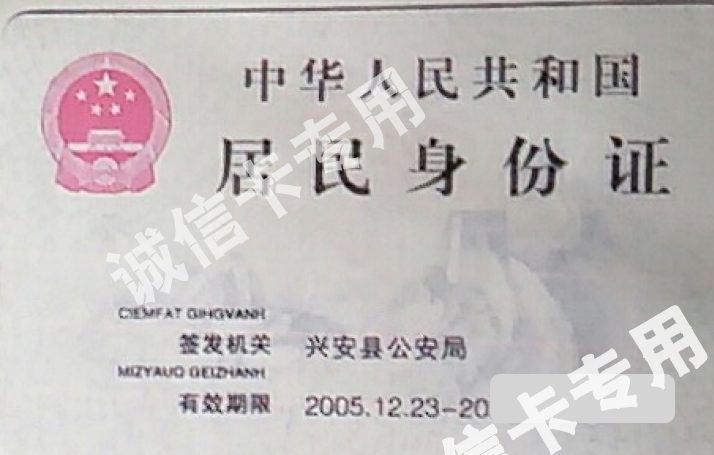 中华人民共和国
居民身份证
诚信卡专用
CIEMFAT GIHGVANH
签发机关 兴安县公安局
MIZYAUQ GEIZHANH
有效期限 2005.12.23-20
信卡专用